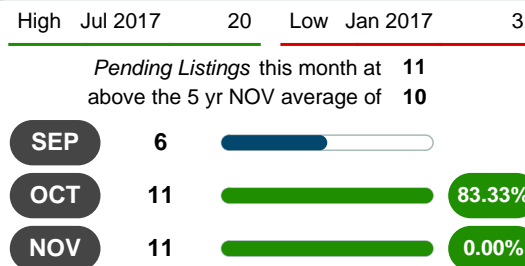 High Jul 2017 20 Low Jan 2017 3
Pending Listings this month at 11
above the 5 yr NOV average of 10
SEP 6
OCT 11 83.33%
NOV 11 0.00%